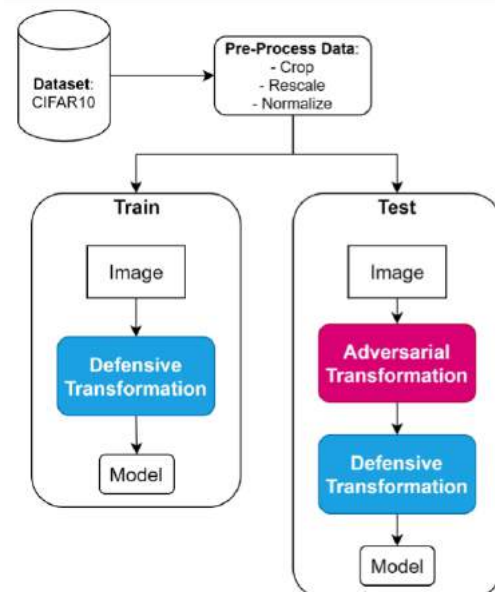 Dataset:
CIFAR10
Pre-Process Data:
- Crop
- Rescale
- Normalize
Train
Image
Defensive
Transformation
Model
Test
Image
Adversarial
Transformation
Defensive
Transformation
Model